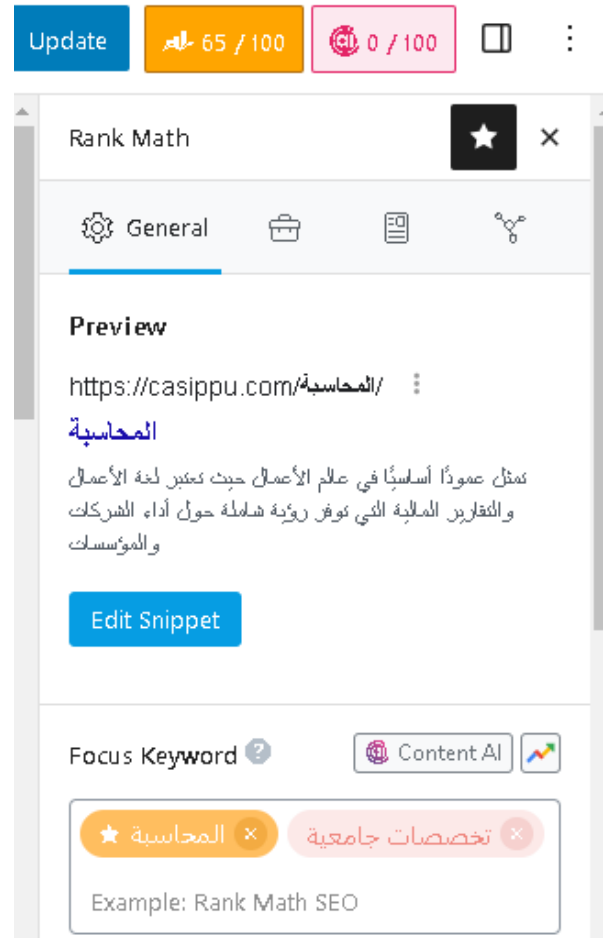 Update 65 / 100 0 / 100
Rank Math
General
Preview
https://casippu.com/المحاسبة/
المحاسبة
تمثل عمودًا أساسيًا في عالم الأعمال حيث تعتبر لغة الأعمال
والتقارير المالية التي توفر رؤية شاملة حول أداء الشركات
والمؤسسات
Edit Snippet
Focus Keyword Content AI
المحاسبة تخصصات جامعية
Example: Rank Math SEO